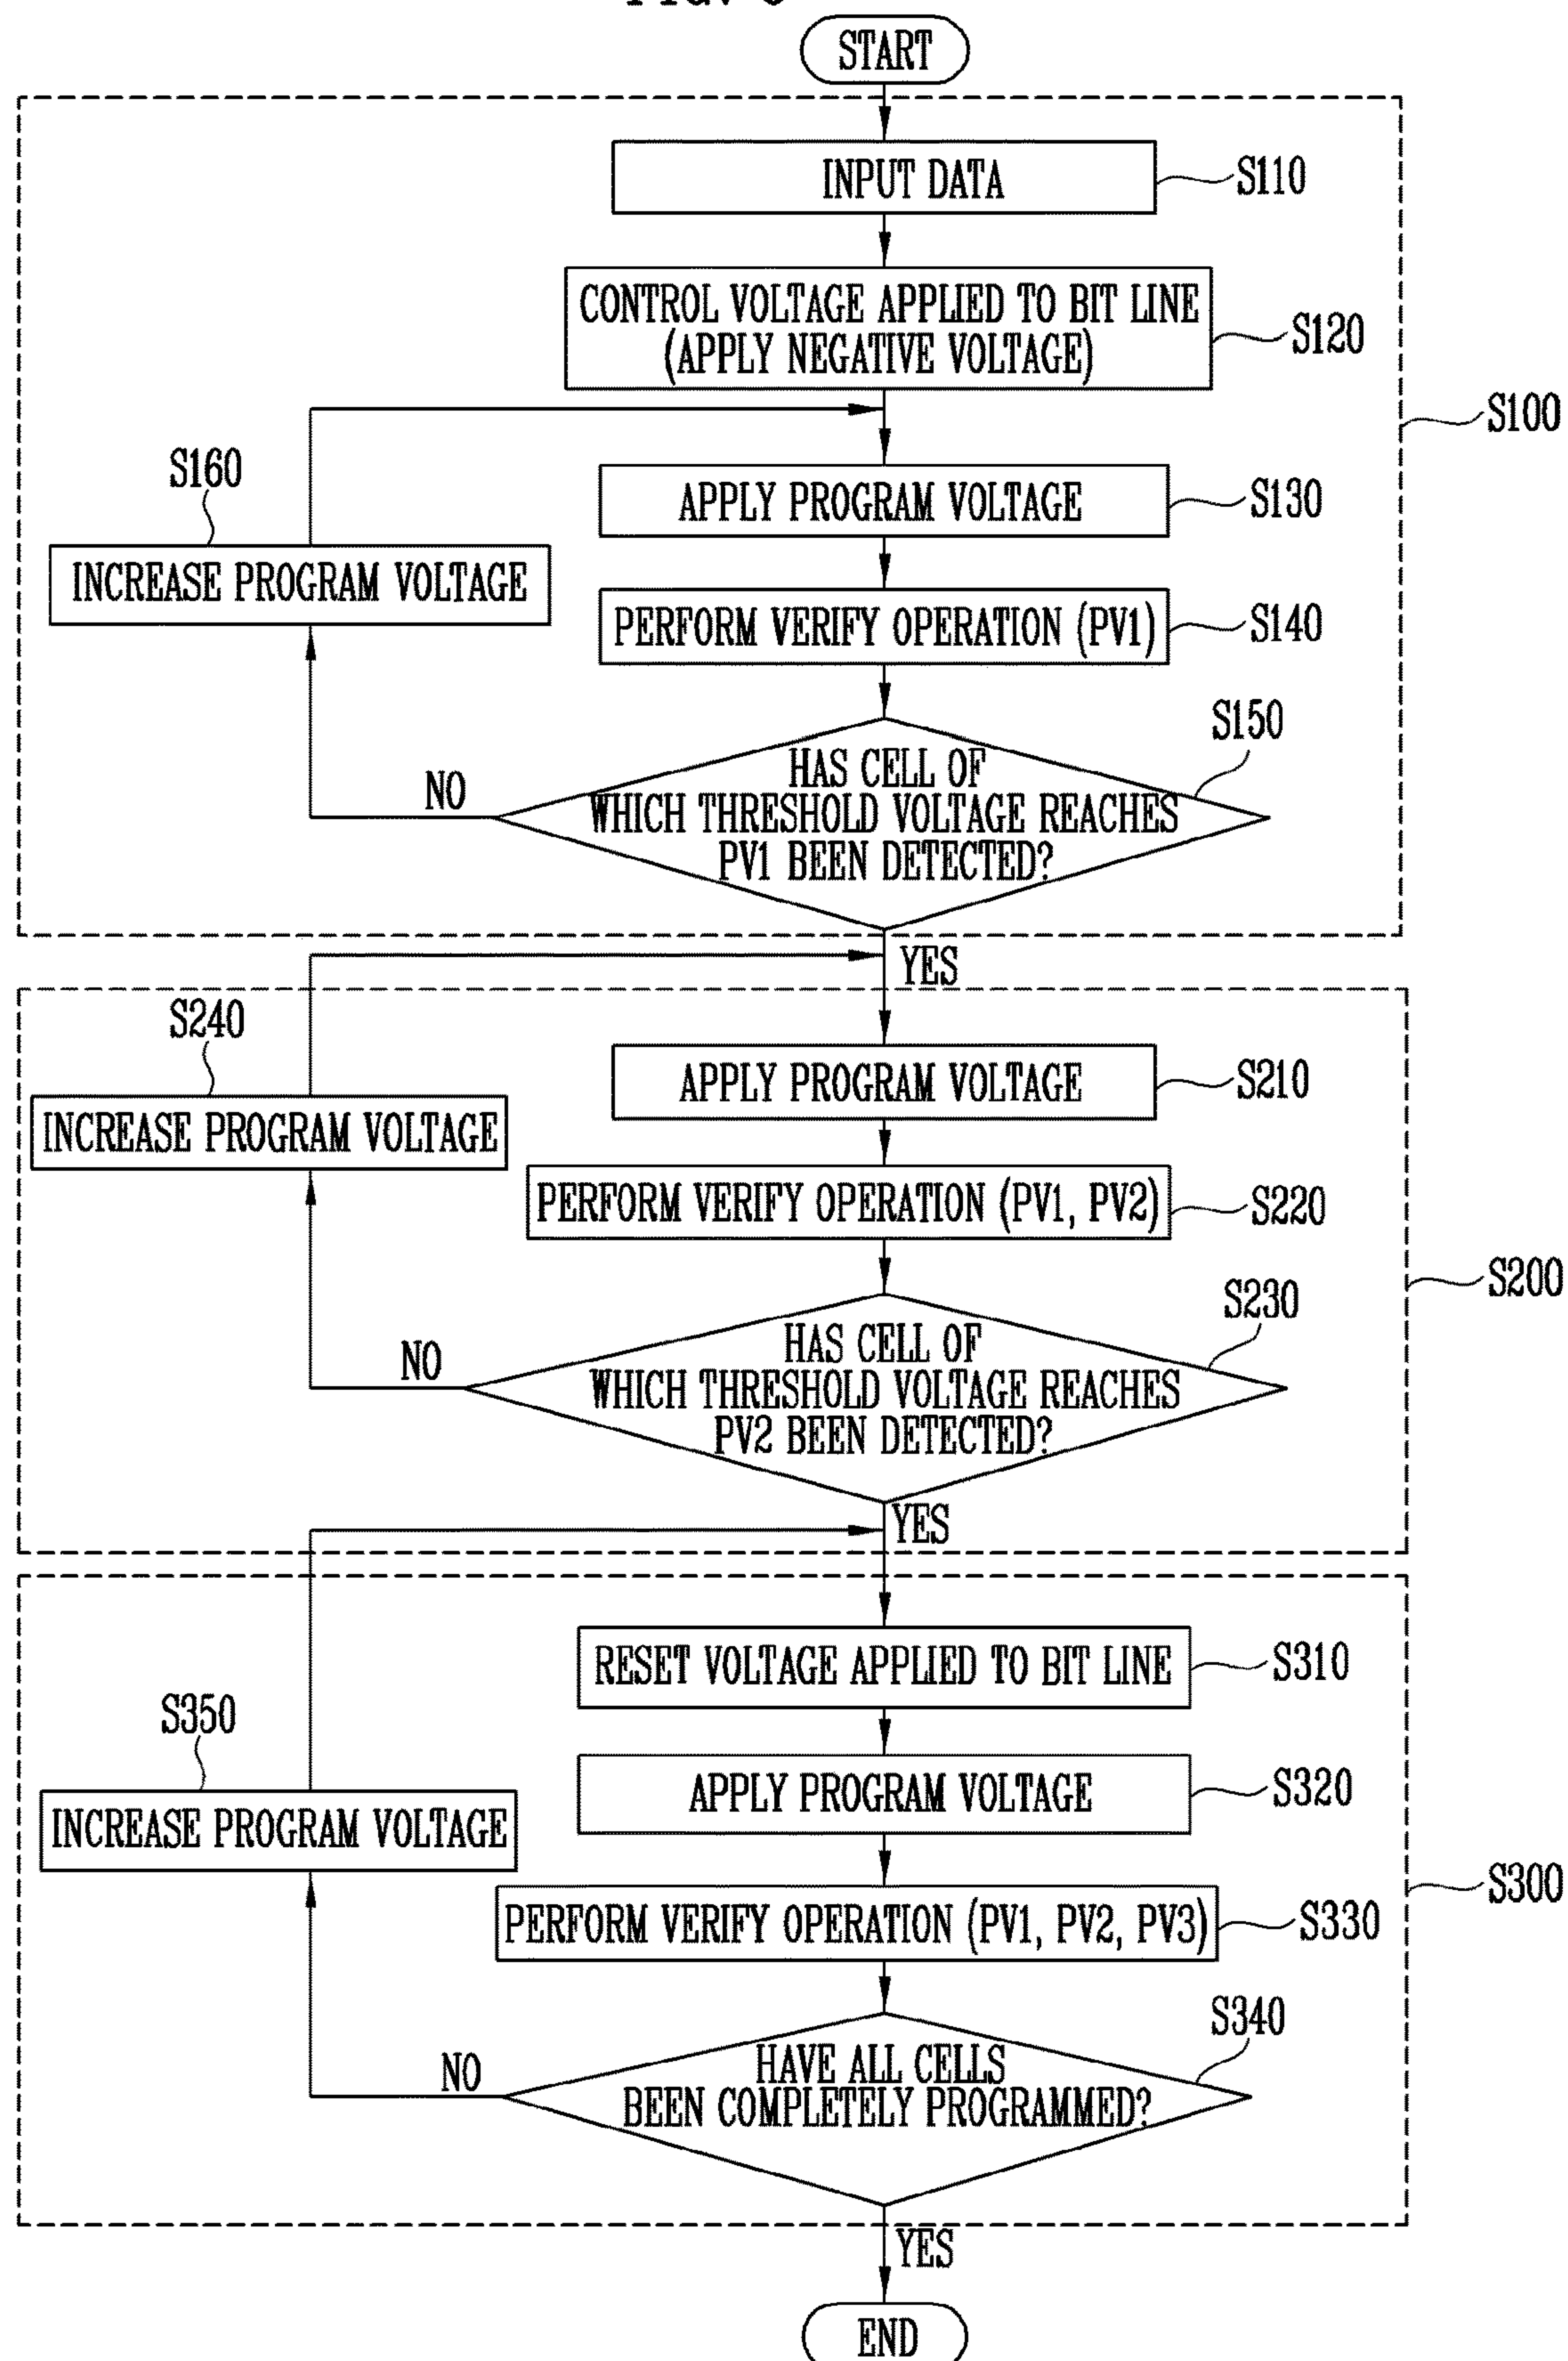 START
INPUT DATA
S110
CONTROL VOLTAGE APPLIED TO BIT LINE
(APPLY NEGATIVE VOLTAGE)
S120
S100
S160
INCREASE PROGRAM VOLTAGE
APPLY PROGRAM VOLTAGE
S130
PERFORM VERIFY OPERATION (PV1)
S140
S150
HAS CELL OF
WHICH THRESHOLD VOLTAGE REACHES
PV1 BEEN DETECTED?
NO
YES
S240
INCREASE PROGRAM VOLTAGE
APPLY PROGRAM VOLTAGE
S210
PERFORM VERIFY OPERATION (PV1, PV2)
S220
S200
S230
HAS CELL OF
WHICH THRESHOLD VOLTAGE REACHES
PV2 BEEN DETECTED?
NO
YES
RESET VOLTAGE APPLIED TO BIT LINE
S310
S350
INCREASE PROGRAM VOLTAGE
APPLY PROGRAM VOLTAGE
S320
S300
PERFORM VERIFY OPERATION (PV1, PV2, PV3)
S330
S340
HAVE ALL CELLS
BEEN COMPLETELY PROGRAMMED?
NO
YES
END